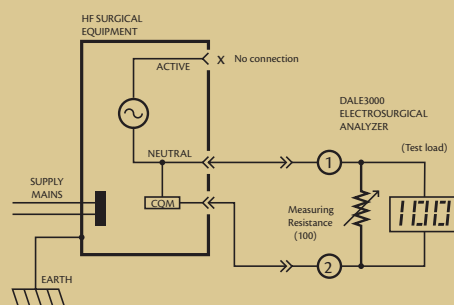 HF SURGICAL
EQUIPMENT
ACTIVE
X No connection
DALE3000
ELECTROSURGICAL
ANALYZER
(Test load)
NEUTRAL
1
SUPPLY
MAINS
CQM
Measuring
Resistance
(100)
100
2
EARTH